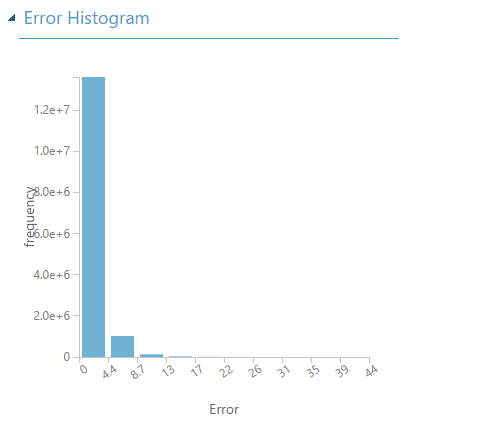 Error Histogram
1.2e+7
1.0e+7
8.0e+6
6.0e+6
4.0e+6
2.0e+6
0
frequency
0 4.4 8.7 13 17 22 26 31 35 39 44
Error